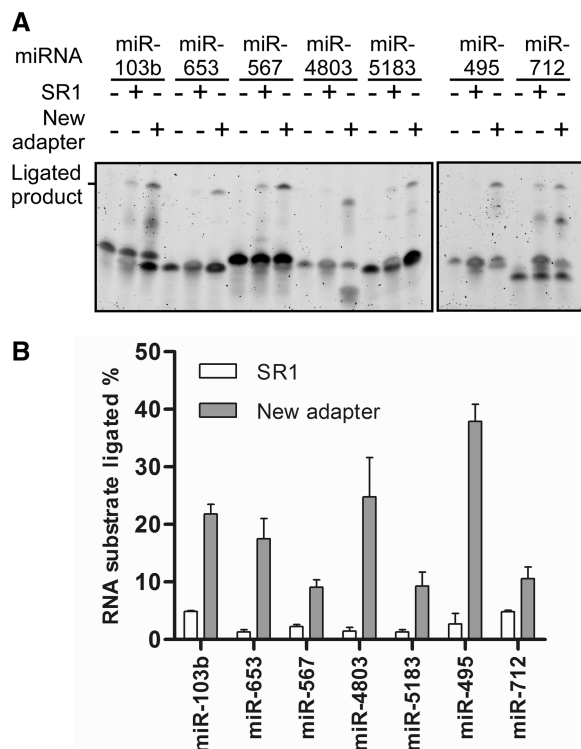 A
miRNA miR-103b miR-653 miR-567 miR-4803 miR-5183 miR-495 miR-712
SR1 - + - - + - - + - - + - - + - - + - - + -
New adapter - - + - - + - - + - - + - - + - - + - - +
Ligated product
B
RNA substrate ligated %
50
40
30
20
10
0
SR1
New adapter
miR-103b miR-653 miR-567 miR-4803 miR-5183 miR-495 miR-712